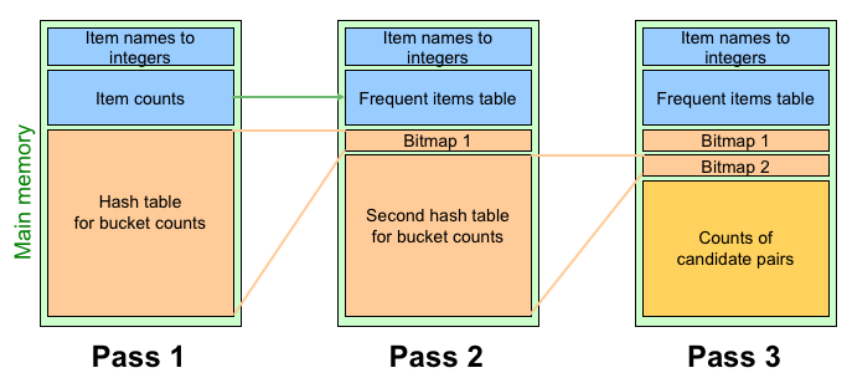 Main memory
Item names to
integers
Item counts
Hash table
for bucket counts
Pass 1
Item names to
integers
Frequent items table
Bitmap 1
Second hash table
for bucket counts
Pass 2
Item names to
integers
Frequent items table
Bitmap 1
Bitmap 2
Counts of
candidate pairs
Pass 3